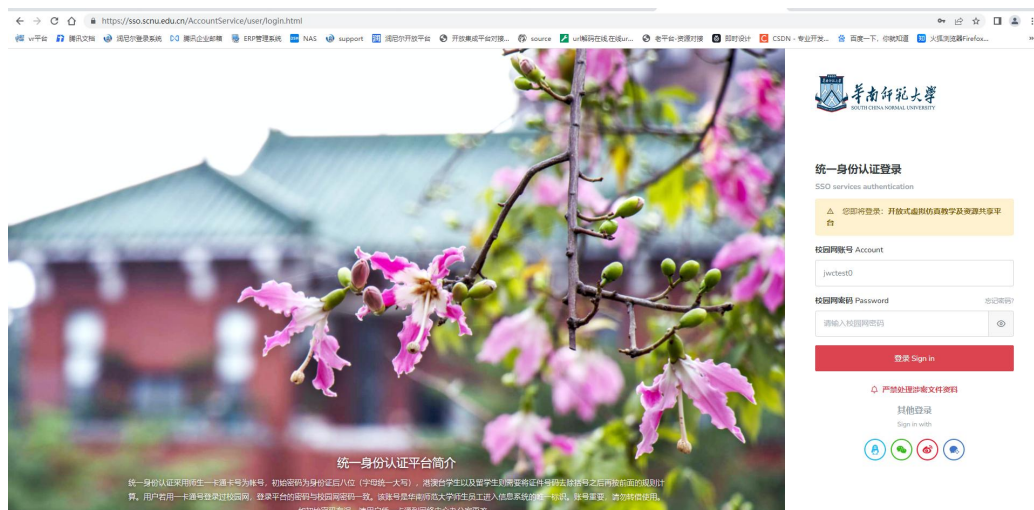 https://sso.scnu.edu.cn/AccountService/user/login.html
vr平台 腾讯文档 润尼尔登录系统 腾讯企业邮箱 ERP管理系统 NAS support 润尼尔开放平台 开放集成平台对接... source url解码在线,在线ur... 老平台-资源对接 即时设计 CSDN - 专业开发... 百度一下，你就知道 火狐浏览器Firefox...
華南師範大學
SOUTH CHINA NORMAL UNIVERSITY
统一身份认证登录
SSO services authentication
您即将登录：开放式虚拟仿真教学及资源共享平
台
校园网账号 Account
jwctest0
校园网密码 Password 忘记密码?
请输入校园网密码
登录 Sign in
严禁处理涉密文件资料
其他登录
Sign in with
统一身份认证平台简介
统一身份认证采用师生一卡通卡号为帐号，初始密码为身份证后八位（字母统一大写），港澳台学生以及留学生则需要将证件号码去除括号之后再按前面的规则计
算。用户若用一卡通号登录过校园网，登录平台的密码与校园网密码一致。该账号是华南师范大学师生员工进入信息系统的唯一标识。账号重要，请勿转借使用。